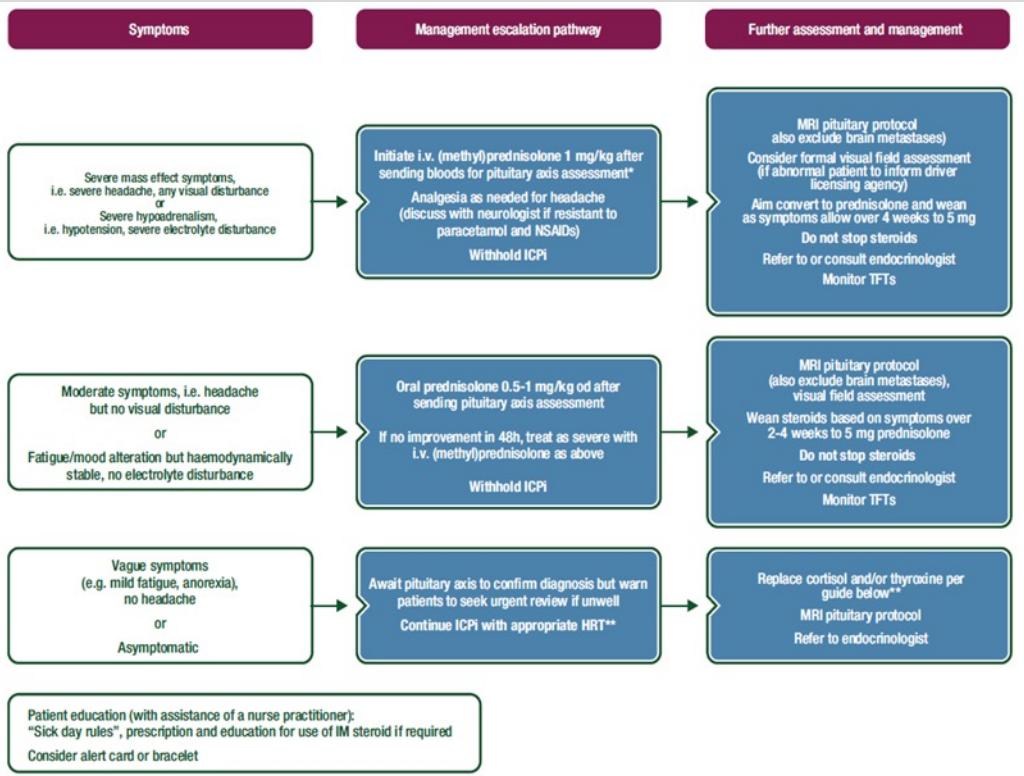 Symptoms
Management escalation pathway
Further assessment and management
Severe mass effect symptoms,
i.e. severe headache, any visual disturbance
or
Severe hypoadrenalism,
i.e. hypotension, severe electrolyte disturbance
Initiate i.v. (methyl)prednisolone 1 mg/kg after
sending bloods for pituitary axis assessment*
Analgesia as needed for headache
(discuss with neurologist if resistant to
paracetamol and NSAIDs)
Withhold ICPi
MRI pituitary protocol
also exclude brain metastases)
Consider formal visual field assessment
(if abnormal patient to inform driver
licensing agency)
Aim convert to prednisolone and wean
as symptoms allow over 4 weeks to 5 mg
Do not stop steroids
Refer to or consult endocrinologist
Monitor TFTs
Moderate symptoms, i.e. headache
but no visual disturbance
or
Fatigue/mood alteration but haemodynamically
stable, no electrolyte disturbance
Oral prednisolone 0.5-1 mg/kg od after
sending pituitary axis assessment
If no improvement in 48h, treat as severe with
i.v. (methyl)prednisolone as above
Withhold ICPi
MRI pituitary protocol
(also exclude brain metastases),
visual field assessment
Wean steroids based on symptoms over
2-4 weeks to 5 mg prednisolone
Do not stop steroids
Refer to or consult endocrinologist
Monitor TFTs
Vague symptoms
(e.g. mild fatigue, anorexia),
no headache
or
Asymptomatic
Await pituitary axis to confirm diagnosis but warn
patients to seek urgent review if unwell
Continue ICPi with appropriate HRT**
Replace cortisol and/or thyroxine per
guide below**
MRI pituitary protocol
Refer to endocrinologist
Patient education (with assistance of a nurse practitioner):
“Sick day rules”, prescription and education for use of IM steroid if required
Consider alert card or bracelet